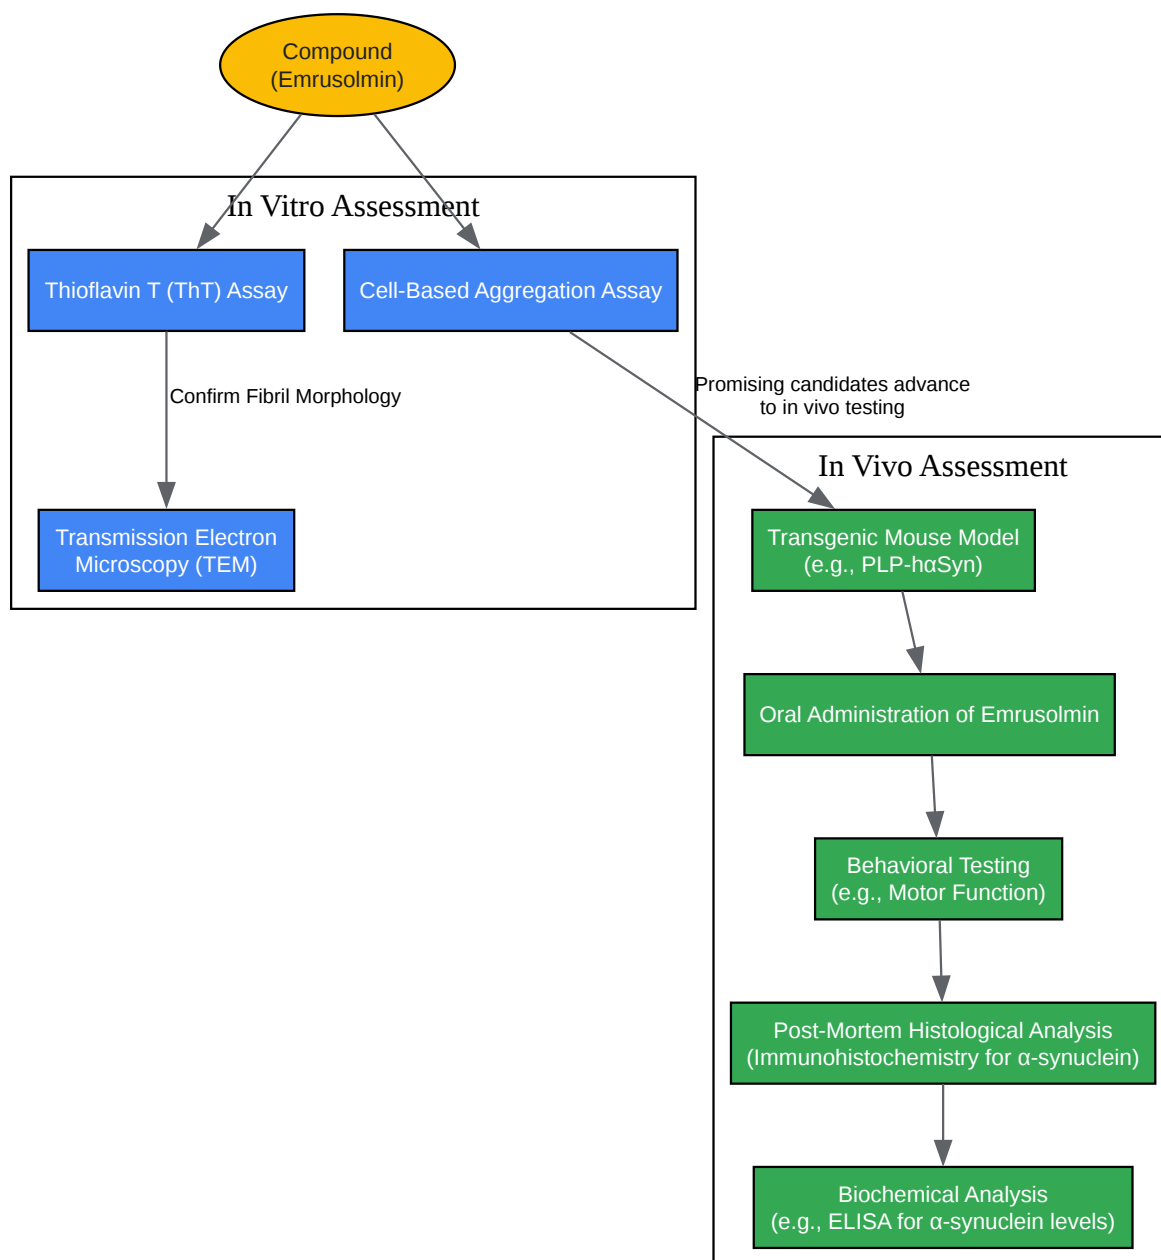 Compound
(Emrusolmin)
In Vitro Assessment
Thioflavin T (ThT) Assay
Cell-Based Aggregation Assay
Confirm Fibril Morphology
Promising candidates advance
to in vivo testing
Transmission Electron
Microscopy (TEM)
In Vivo Assessment
Transgenic Mouse Model
(e.g., PLP-hαSyn)
Oral Administration of Emrusolmin
Behavioral Testing
(e.g., Motor Function)
Post-Mortem Histological Analysis
(Immunohistochemistry for α-synuclein)
Biochemical Analysis
(e.g., ELISA for α-synuclein levels)